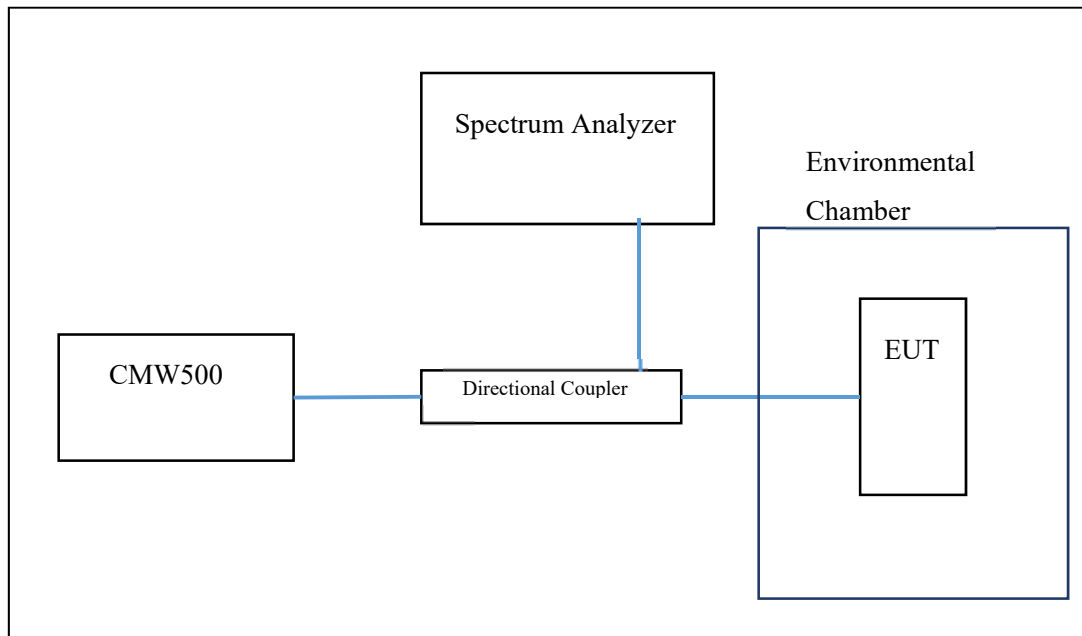 Spectrum Analyzer
Environmental
Chamber
EUT
CMW500
Directional Coupler